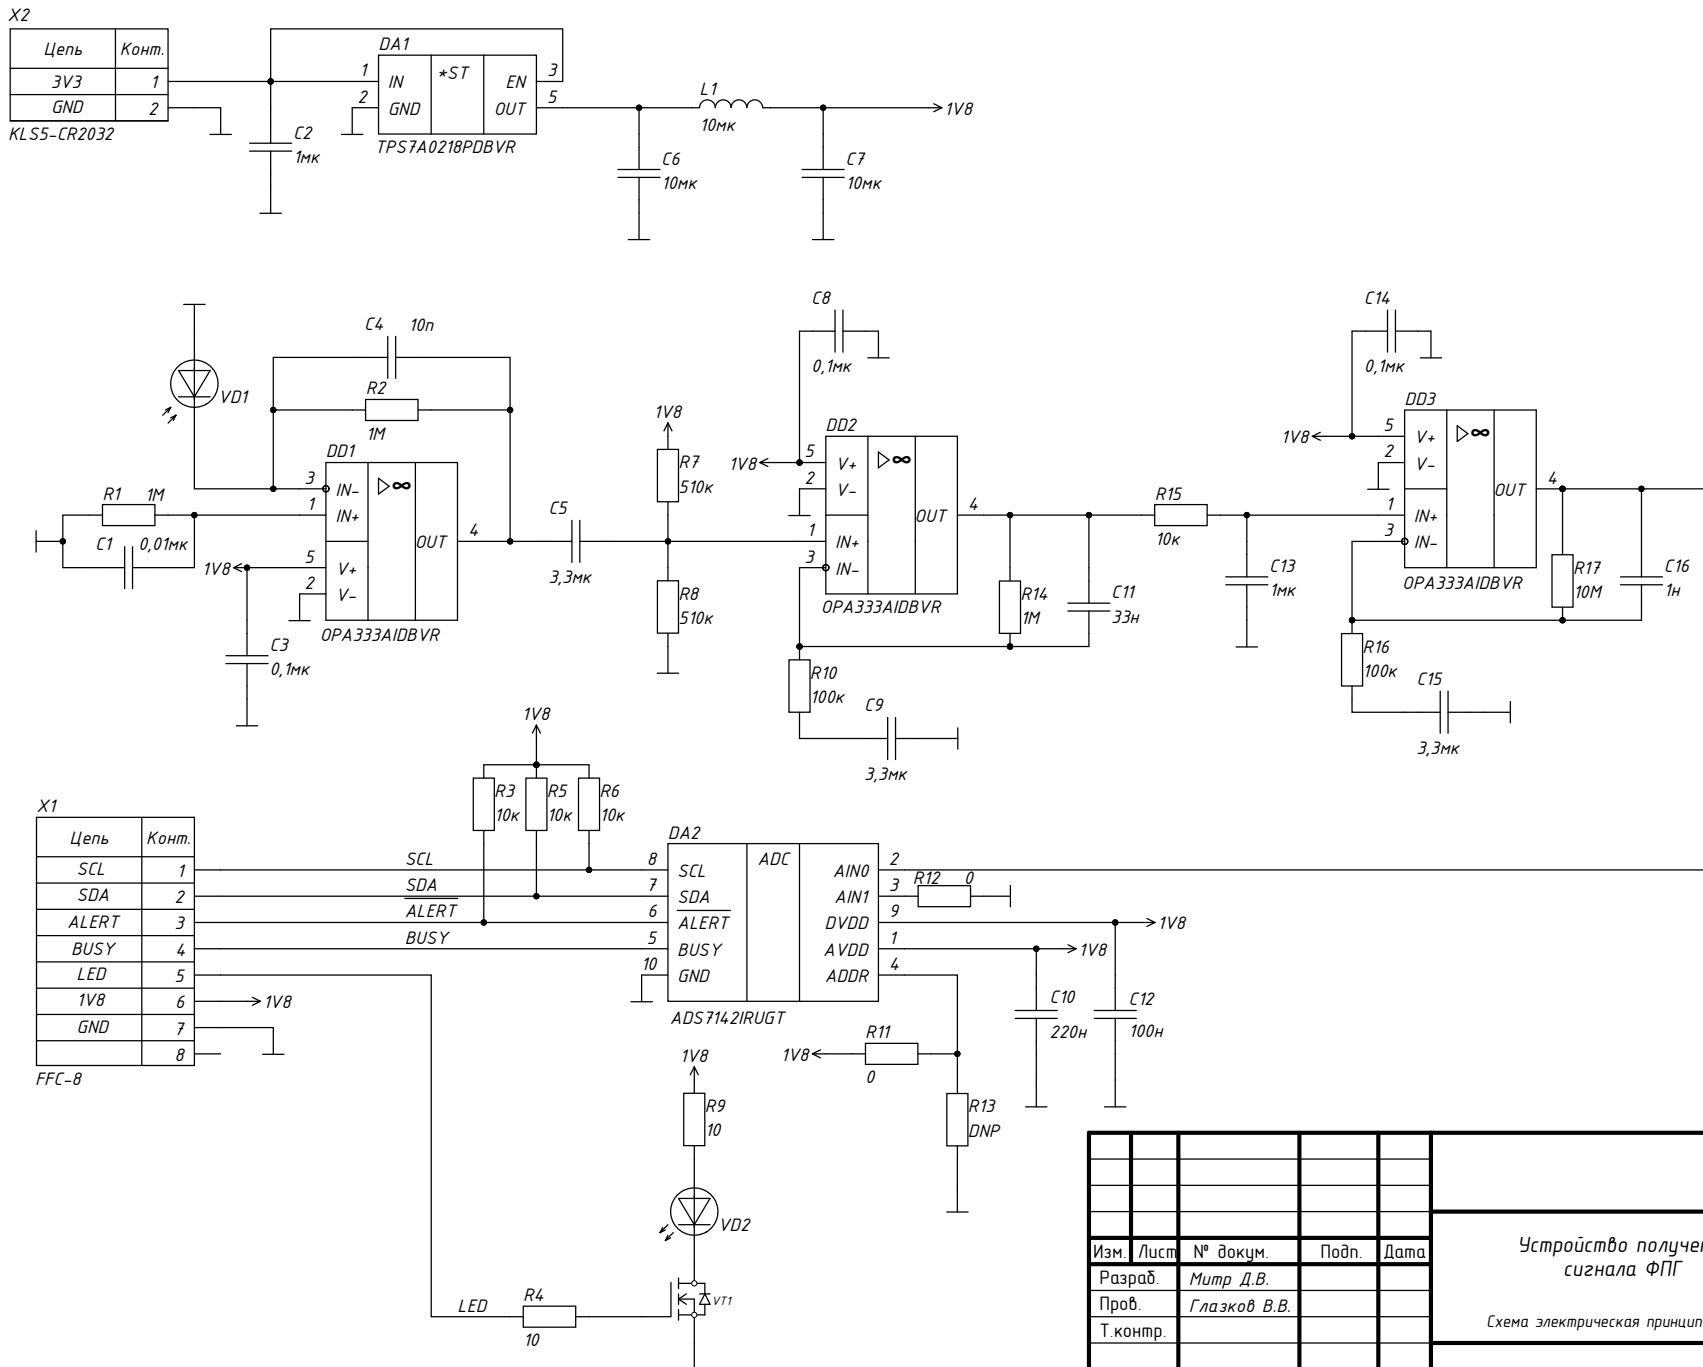 X2
Цепь Конт.
3V3 1
GND 2
KLS5-CR2032
C2
1мк
DA1
1 IN *ST EN 3
2 GND OUT 5
TPS7A0218PDBVR
L1
10мк
1V8
C6
10мк
C7
10мк
VD1
C4 10п
R2
1М
DD1
3 IN-
1 IN+
OUT 4
5 V+
2 V-
▷∞
OPA333AIDBVR
R1 1М
C1 0,01мк
1V8
C3
0,1мк
C5
3,3мк
1V8
R7
510к
R8
510к
C8
0,1мк
1V8
DD2
5 V+
2 V-
▷∞
OUT 4
1 IN+
3 IN-
OPA333AIDBVR
R10
100к
C9
3,3мк
R14
1М
C11
33н
R15
10к
C13
1мк
C14
0,1мк
1V8
DD3
5 V+
2 V-
▷∞
OUT 4
1 IN+
3 IN-
OPA333AIDBVR
R17
10М
C16
1н
R16
100к
C15
3,3мк
1V8
R3
10к
R5
10к
R6
10к
X1
Цепь Конт.
SCL 1
SDA 2
ALERT 3
BUSY 4
LED 5
1V8 6
GND 7
8
FFC-8
1V8
SCL
SDA
ALERT
BUSY
DA2
ADC
8 SCL
7 SDA
6 ALERT
5 BUSY
10 GND
AIN0 2
AIN1 3
DVDD 9
AVDD 1
ADDR 4
ADS7142IRUGT
R12 0
1V8
1V8
C10
220н
C12
100н
1V8
R11
0
R13
DNP
1V8
R9
10
VD2
VT1
LED
R4
10
Изм. Лист № докум. Подп. Дата
Разраб. Митр Д.В.
Пров. Глазков В.В.
Т.контр.
Устройство получе
сигнала ФПГ
Схема электрическая принцип